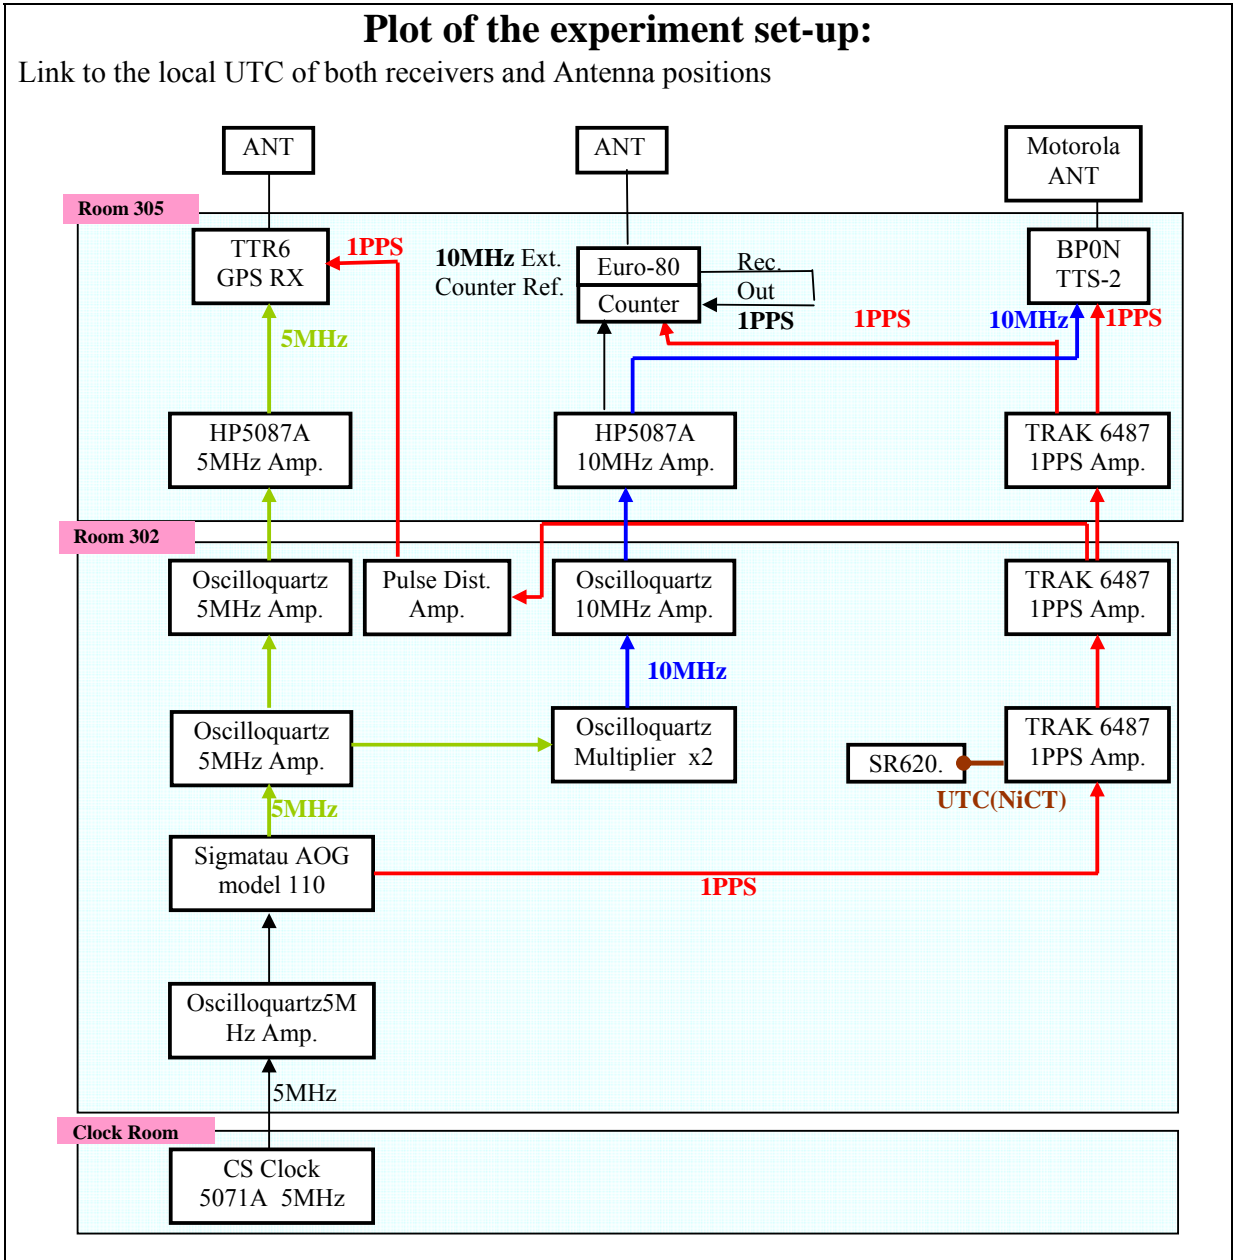 Plot of the experiment set-up:
Link to the local UTC of both receivers and Antenna positions
ANT
ANT
Motorola
ANT
Room 305
TTR6
GPS RX
1PPS
10MHz Ext.
Counter Ref.
Euro-80
Counter
Rec.
Out
1PPS
1PPS
BP0N
TTS-2
10MHz
1PPS
5MHz
HP5087A
5MHz Amp.
HP5087A
10MHz Amp.
TRAK 6487
1PPS Amp.
Room 302
Oscilloquartz
5MHz Amp.
Pulse Dist.
Amp.
Oscilloquartz
10MHz Amp.
TRAK 6487
1PPS Amp.
10MHz
Oscilloquartz
5MHz Amp.
Oscilloquartz
Multiplier x2
SR620.
TRAK 6487
1PPS Amp.
UTC(NiCT)
5MHz
Sigmatau AOG
model 110
1PPS
Oscilloquartz5M
Hz Amp.
5MHz
Clock Room
CS Clock
5071A 5MHz